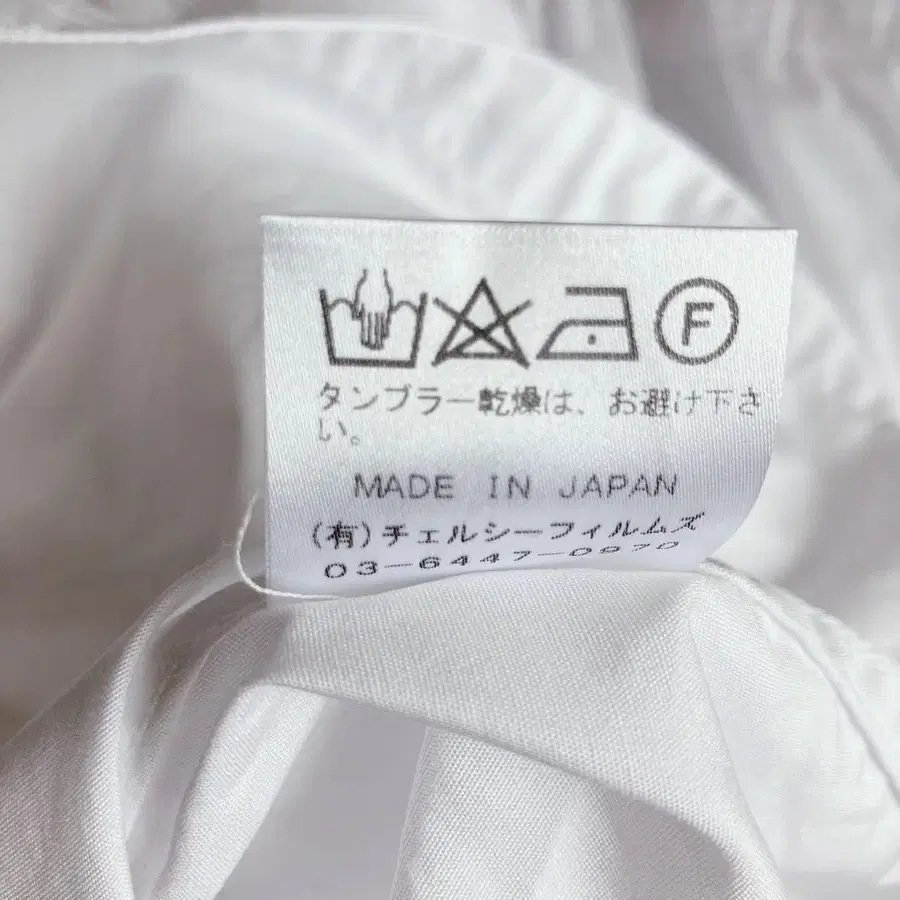 F
タンブラー乾燥は、お避け下さ
い。
MADE IN JAPAN
(有)チェルシーフィルムズ
03-6447-0970